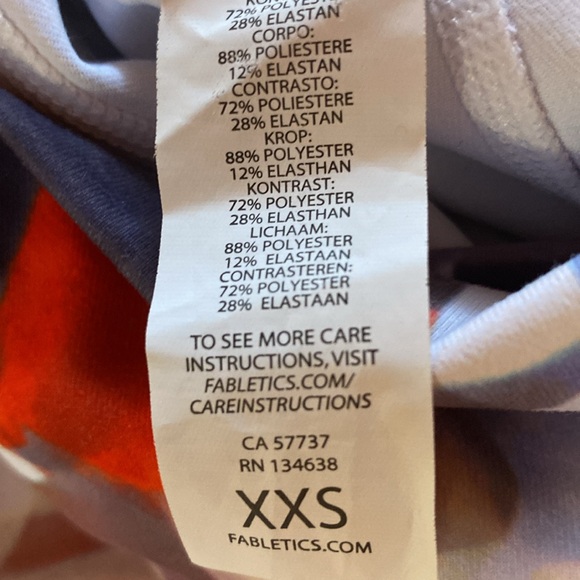 72% POLYESTER
28% ELASTAN
CORPO:
88% POLIESTERE
12% ELASTAN
CONTRASTO:
72% POLIESTERE
28% ELASTAN
KROP:
88% POLYESTER
12% ELASTHAN
KONTRAST:
72% POLYESTER
28% ELASTHAN
LICHAAM:
88% POLYESTER
12% ELASTAAN
CONTRASTEREN:
72% POLYESTER
28% ELASTAAN
TO SEE MORE CARE
INSTRUCTIONS, VISIT
FABLETICS.COM/
CAREINSTRUCTIONS
CA 57737
RN 134638
XXS
FABLETICS.COM